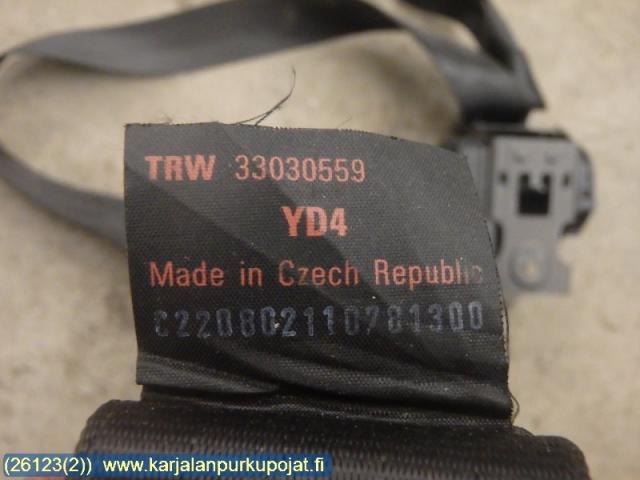 TRW 33030559
YD4
Made in Czech Republic
C220802110781300
(26123(2)) www.karjalanpurkupojat.fi